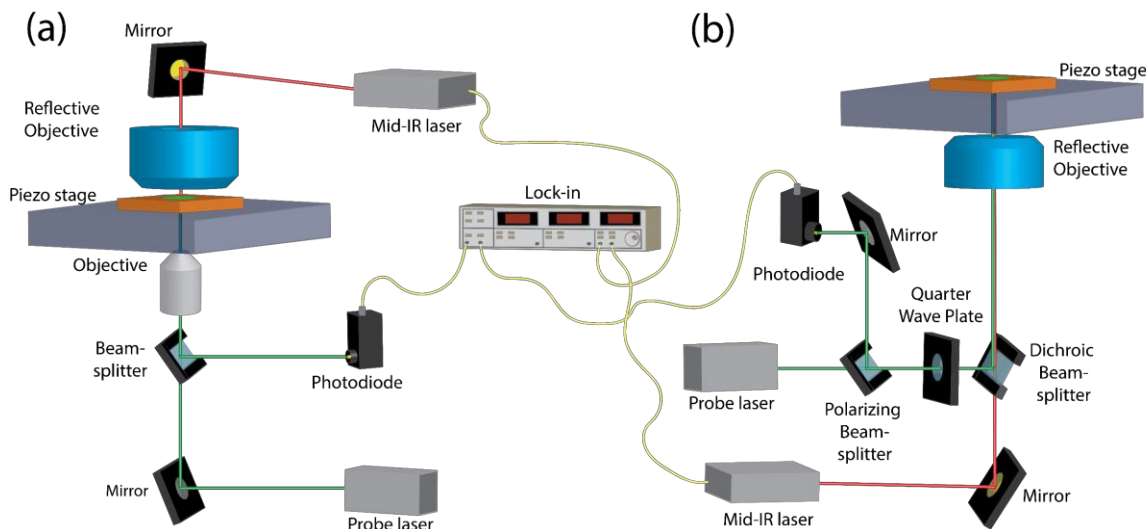 (a)
Mirror
Mid-IR laser
Reflective
Objective
Piezo stage
Objective
Beam-
splitter
Photodiode
Mirror
Probe laser
Lock-in
(b)
Piezo stage
Reflective
Objective
Mirror
Photodiode
Quarter
Wave Plate
Dichroic
Beam-
splitter
Probe laser
Polarizing
Beam-
splitter
Mid-IR laser
Mirror